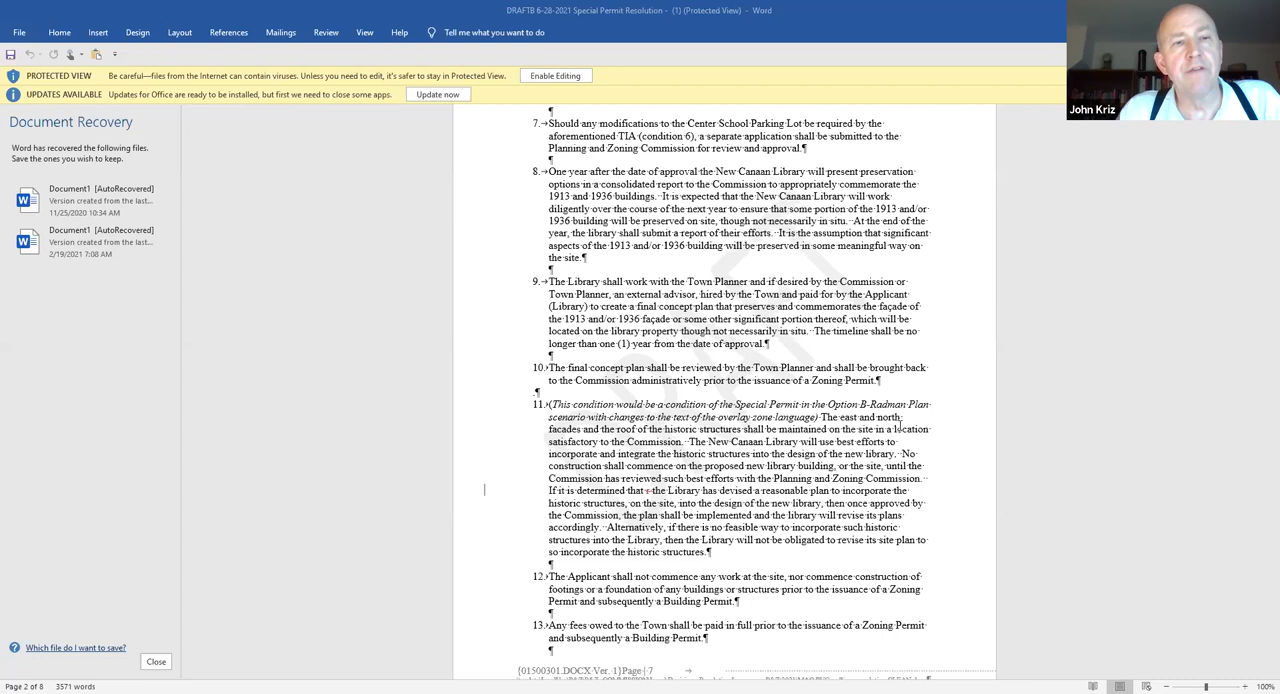 DRAFTB 6-28-2021 Special Permit Resolution - (1) (Protected View) - Word
File Home Insert Design Layout References Mailings Review View Help Tell me what you want to do
PROTECTED VIEW Be careful—files from the Internet can contain viruses. Unless you need to edit, it's safer to stay in Protected View. Enable Editing
UPDATES AVAILABLE Updates for Office are ready to be installed, but first we need to close some apps. Update now
John Kriz
Document Recovery
Word has recovered the following files.
Save the ones you wish to keep.
Document1 [AutoRecovered]
Version created from the last...
11/25/2020 10:34 AM
Document1 [AutoRecovered]
Version created from the last...
2/19/2021 7:08 AM
Which file do I want to save?
Close
¶
7.→Should any modifications to the Center School Parking Lot be required by the
aforementioned TIA (condition 6), a separate application shall be submitted to the
Planning and Zoning Commission for review and approval.¶
¶
8.→One year after the date of approval the New Canaan Library will present preservation
options in a consolidated report to the Commission to appropriately commemorate the
1913 and 1936 buildings. It is expected that the New Canaan Library will work
diligently over the course of the next year to ensure that some portion of the 1913 and/or
1936 building will be preserved on site, though not necessarily in situ. At the end of the
year, the library shall submit a report of their efforts. It is the assumption that significant
aspects of the 1913 and/or 1936 building will be preserved in some meaningful way on
the site.¶
¶
9.→The Library shall work with the Town Planner and if desired by the Commission or
Town Planner, an external advisor, hired by the Town and paid for by the Applicant
(Library) to create a final concept plan that preserves and commemorates the façade of
the 1913 and/or 1936 façade or some other significant portion thereof, which will be
located on the library property though not necessarily in situ. The timeline shall be no
longer than one (1) year from the date of approval.¶
¶
10.The final concept plan shall be reviewed by the Town Planner and shall be brought back
to the Commission administratively prior to the issuance of a Zoning Permit.¶
.¶
11.(This condition would be a condition of the Special Permit in the Option B-Radman Plan
scenario with changes to the text of the overlay zone language) The east and north
facades and the roof of the historic structures shall be maintained on the site in a location
satisfactory to the Commission. The New Canaan Library will use best efforts to
incorporate and integrate the historic structures into the design of the new library. No
construction shall commence on the proposed new library building, or the site, until the
Commission has reviewed such best efforts with the Planning and Zoning Commission.
If it is determined that the Library has devised a reasonable plan to incorporate the
historic structures, on the site, into the design of the new library, then once approved by
the Commission, the plan shall be implemented and the library will revise its plans
accordingly. Alternatively, if there is no feasible way to incorporate such historic
structures into the Library, then the Library will not be obligated to revise its site plan to
so incorporate the historic structures.¶
¶
12.The Applicant shall not commence any work at the site, nor commence construction of
footings or a foundation of any buildings or structures prior to the issuance of a Zoning
Permit and subsequently a Building Permit.¶
¶
13.Any fees owed to the Town shall be paid in full prior to the issuance of a Zoning Permit
and subsequently a Building Permit.¶
¶
{01500301.DOCX Ver. 1}Page | 7
DRAFT
Page 2 of 8 3571 words
100%